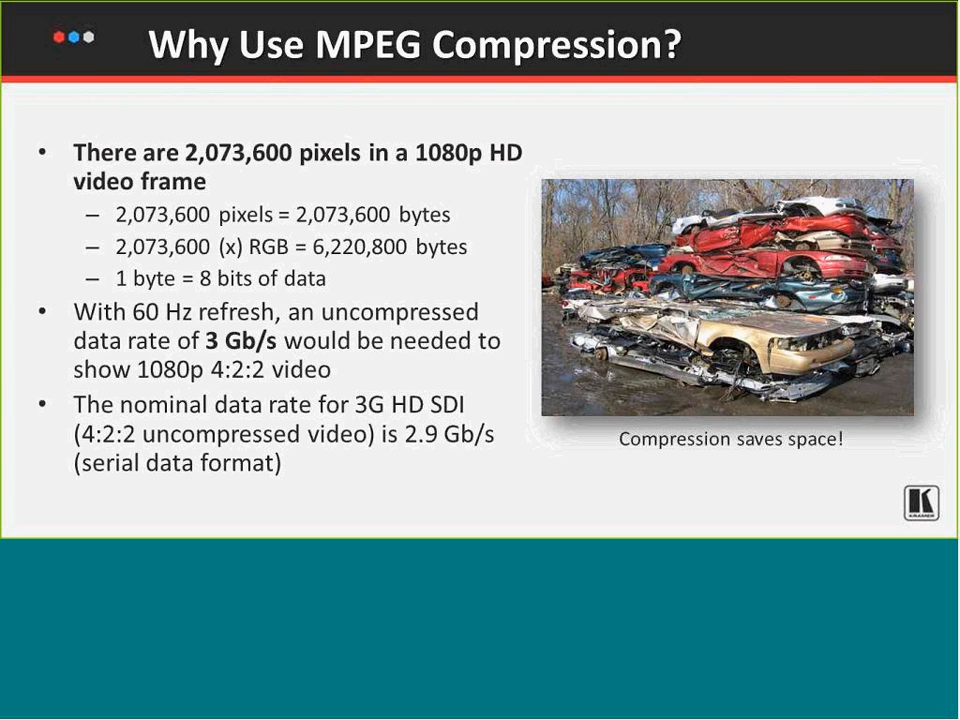 Why Use MPEG Compression?
• There are 2,073,600 pixels in a 1080p HD
video frame
– 2,073,600 pixels = 2,073,600 bytes
– 2,073,600 (x) RGB = 6,220,800 bytes
– 1 byte = 8 bits of data
• With 60 Hz refresh, an uncompressed
data rate of 3 Gb/s would be needed to
show 1080p 4:2:2 video
• The nominal data rate for 3G HD SDI
(4:2:2 uncompressed video) is 2.9 Gb/s
(serial data format)
Compression saves space!
K
KRAMER